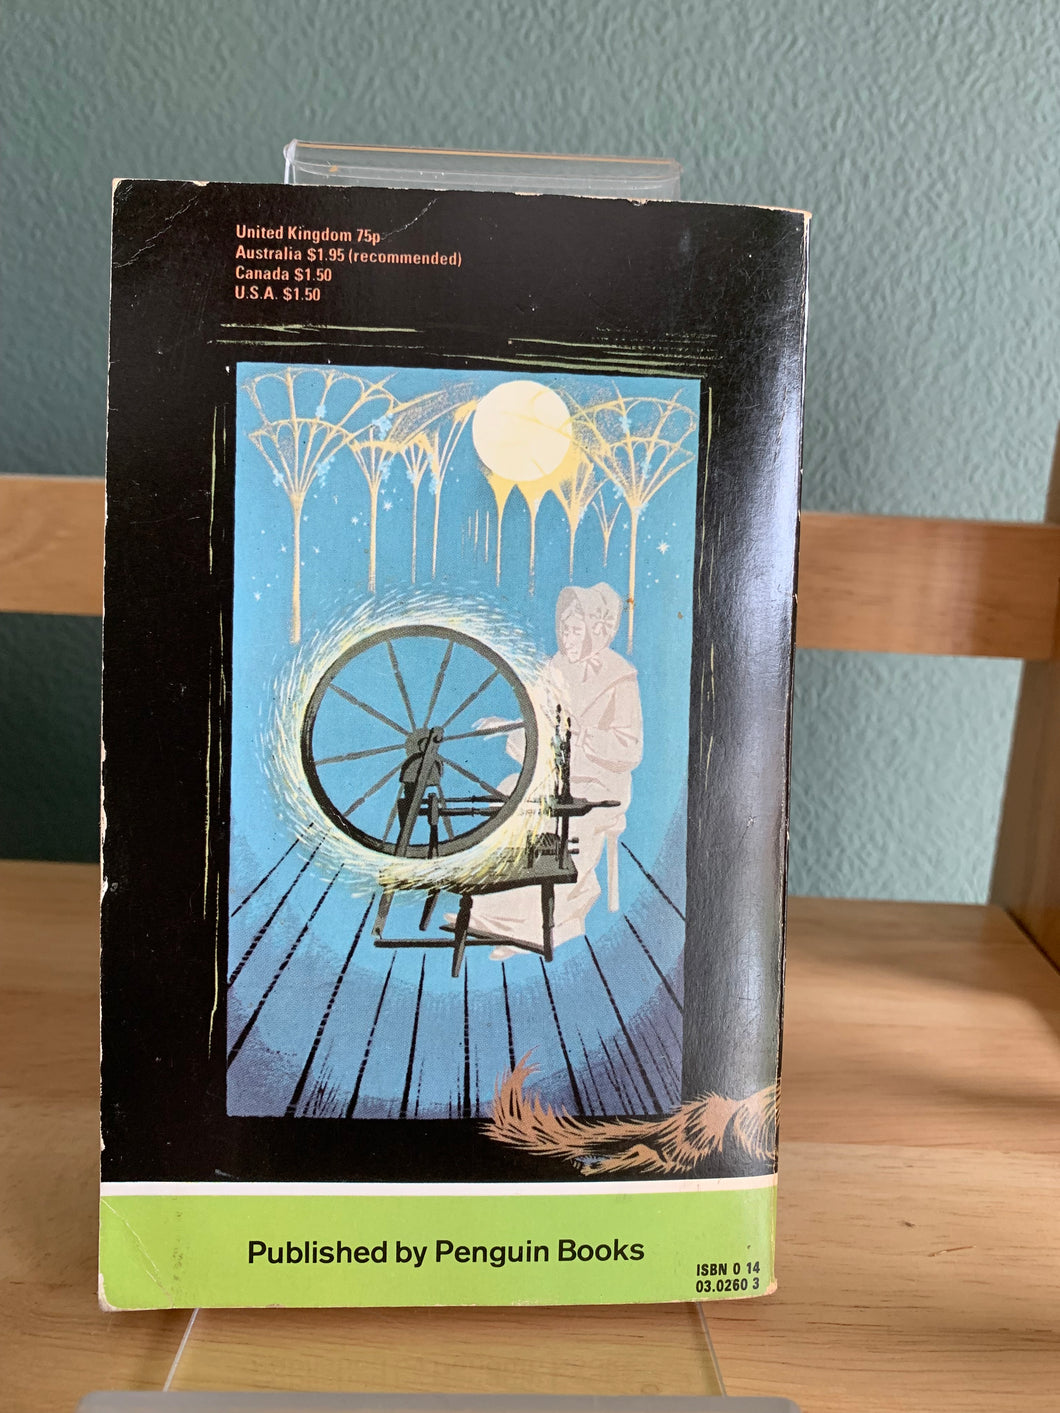 United Kingdom 75p
Australia $1.95 (recommended)
Canada $1.50
U.S.A. $1.50
Published by Penguin Books
ISBN 0 14
03.0260 3